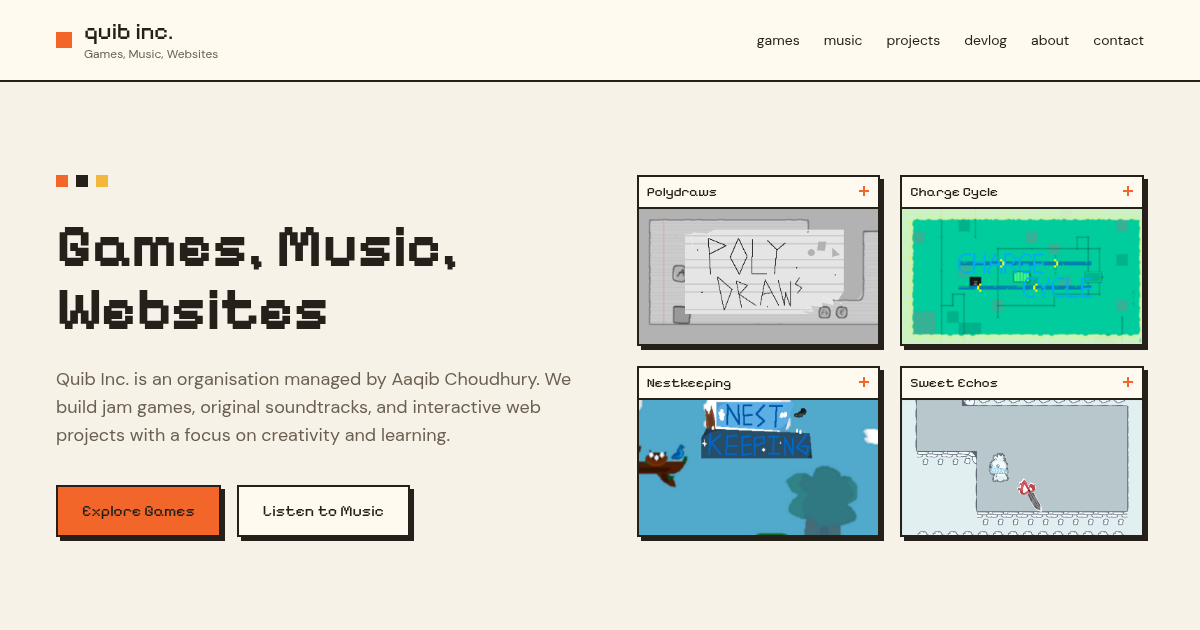 quib inc.
Games, Music, Websites
games music projects devlog about contact
Games, Music,
Websites
Quib Inc. is an organisation managed by Aaqib Choudhury. We
build jam games, original soundtracks, and interactive web
projects with a focus on creativity and learning.
Explore Games
Listen to Music
Polydraws
POLY
DRAWS
Charge Cycle
CHARGE
CYCLE
Nestkeeping
NEST
KEEPING
Sweet Echos